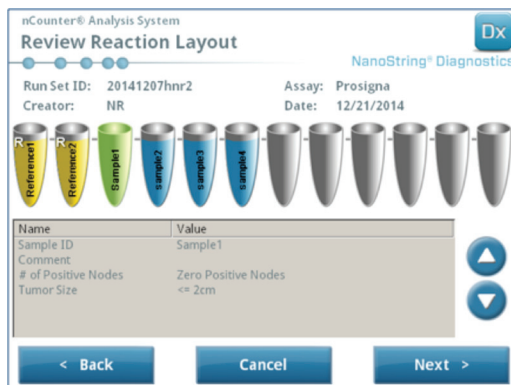 nCounter® Analysis System
Review Reaction Layout
Dx
NanoString® Diagnostics
Run Set ID: 20141207hnr2 Assay: Prosigna
Creator: NR Date: 12/21/2014
R R
Reference1 Reference2 Sample1 sample2 sample3 sample4
Name Value
Sample ID Sample1
Comment
# of Positive Nodes Zero Positive Nodes
Tumor Size <= 2cm
< Back Cancel Next >